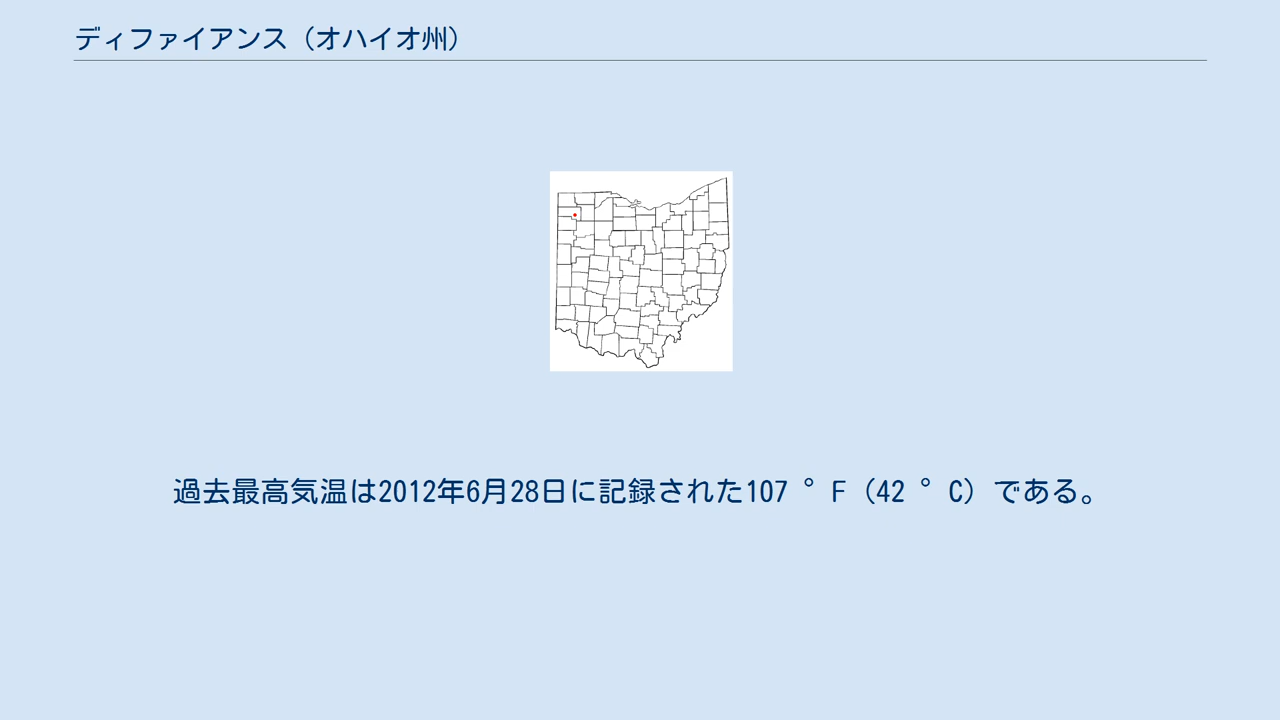 ディファイアンス（オハイオ州）
過去最高気温は2012年6月28日に記録された107 °F（42 °C）である。